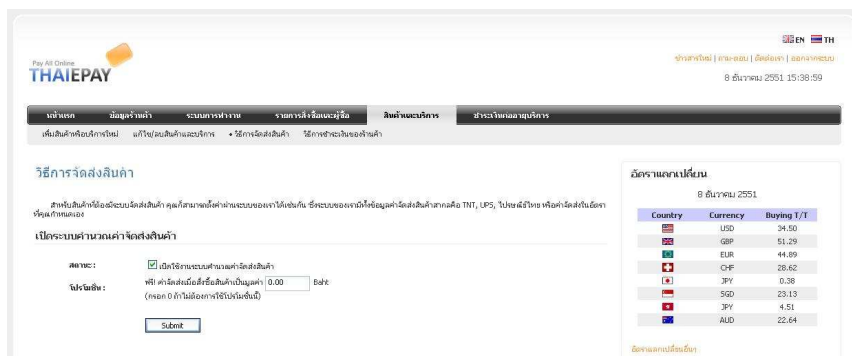 EN TH
Pay All Online
THAIEPAY
ข่าวสารใหม่ | ถาม-ตอบ | ติดต่อเรา | ออกจากระบบ
8 ธันวาคม 2551 15:38:59
หน้าแรก ข้อมูลร้านค้า ระบบการทำงาน รายการสั่งซื้อและผู้ซื้อ สินค้าและบริการ ชำระเงินต่ออายุบริการ
เพิ่มสินค้าหรือบริการใหม่ แก้ไข/ลบสินค้าและบริการ วิธีการจัดส่งสินค้า วิธีการชำระเงินของร้านค้า
วิธีการจัดส่งสินค้า
สำหรับสินค้าที่ต้องมีระบบจัดส่งสินค้า คุณก็สามารถตั้งค่าผ่านระบบของเราได้เช่นกัน ซึ่งระบบของเรามีทั้งข้อมูลค่าจัดส่งสินค้าสากลคือ TNT, UPS, ไปรษณีย์ไทย หรือค่าจัดส่งในอัตรา
ที่คุณกำหนดเอง
เปิดระบบคำนวณค่าจัดส่งสินค้า
สถานะ : เปิดใช้งานระบบคำนวณค่าจัดส่งสินค้า
โปรโมชั่น : ฟรี! ค่าจัดส่งเมื่อสั่งซื้อสินค้าเป็นมูลค่า 0.00 Baht
(กรอก 0 ถ้าไม่ต้องการใช้โปรโมชั่นนี้)
Submit
อัตราแลกเปลี่ยน
8 ธันวาคม 2551
Country Currency Buying T/T
USD 34.50
GBP 51.29
EUR 44.89
CHF 28.62
JPY 0.38
SGD 23.13
JPY 4.51
AUD 22.64
อัตราแลกเปลี่ยนอื่นๆ